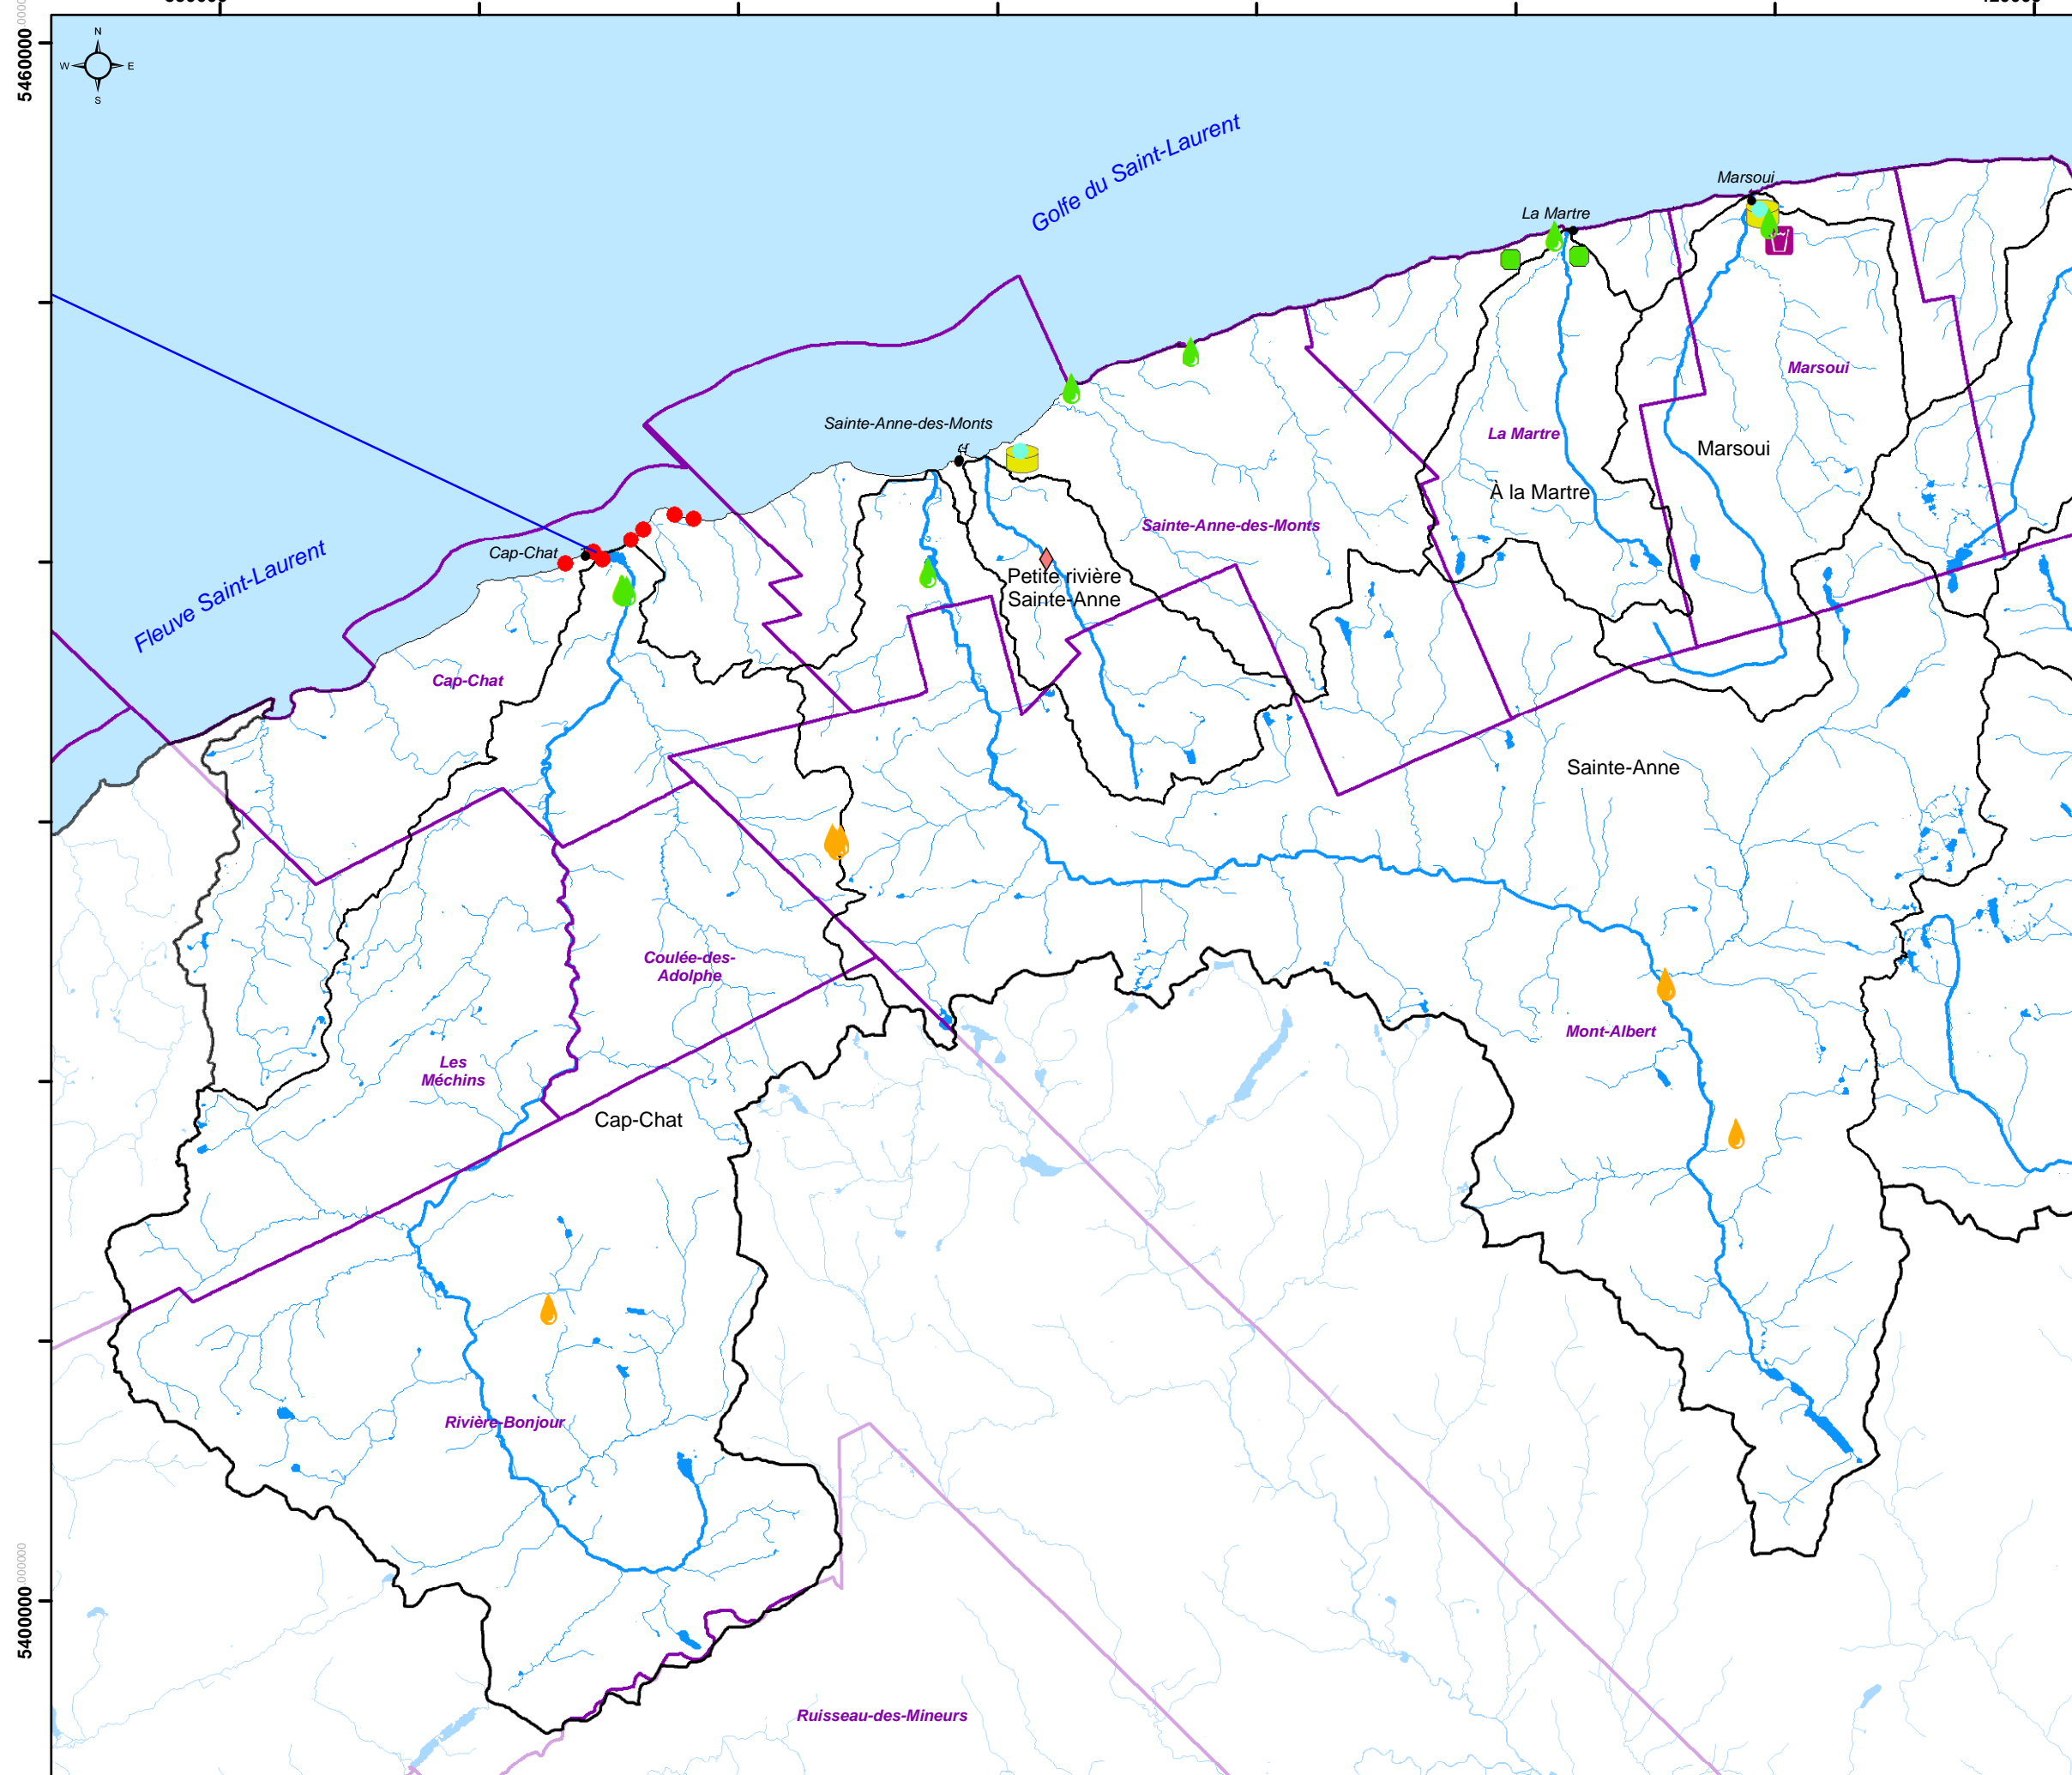 5460000
N
W
E
S
Golfe du Saint-Laurent
Marsoui
La Martre
Marsoui
Sainte-Anne-des-Monts
La Martre
Marsoui
À la Martre
Sainte-Anne-des-Monts
Cap-Chat
Fleuve Saint-Laurent
Petite rivière
Sainte-Anne
Cap-Chat
Sainte-Anne
Coulée-des-
Adolphe
Mont-Albert
Les
Méchins
Cap-Chat
Rivière-Bonjour
5400000
.000000
Ruisseau-des-Mineurs